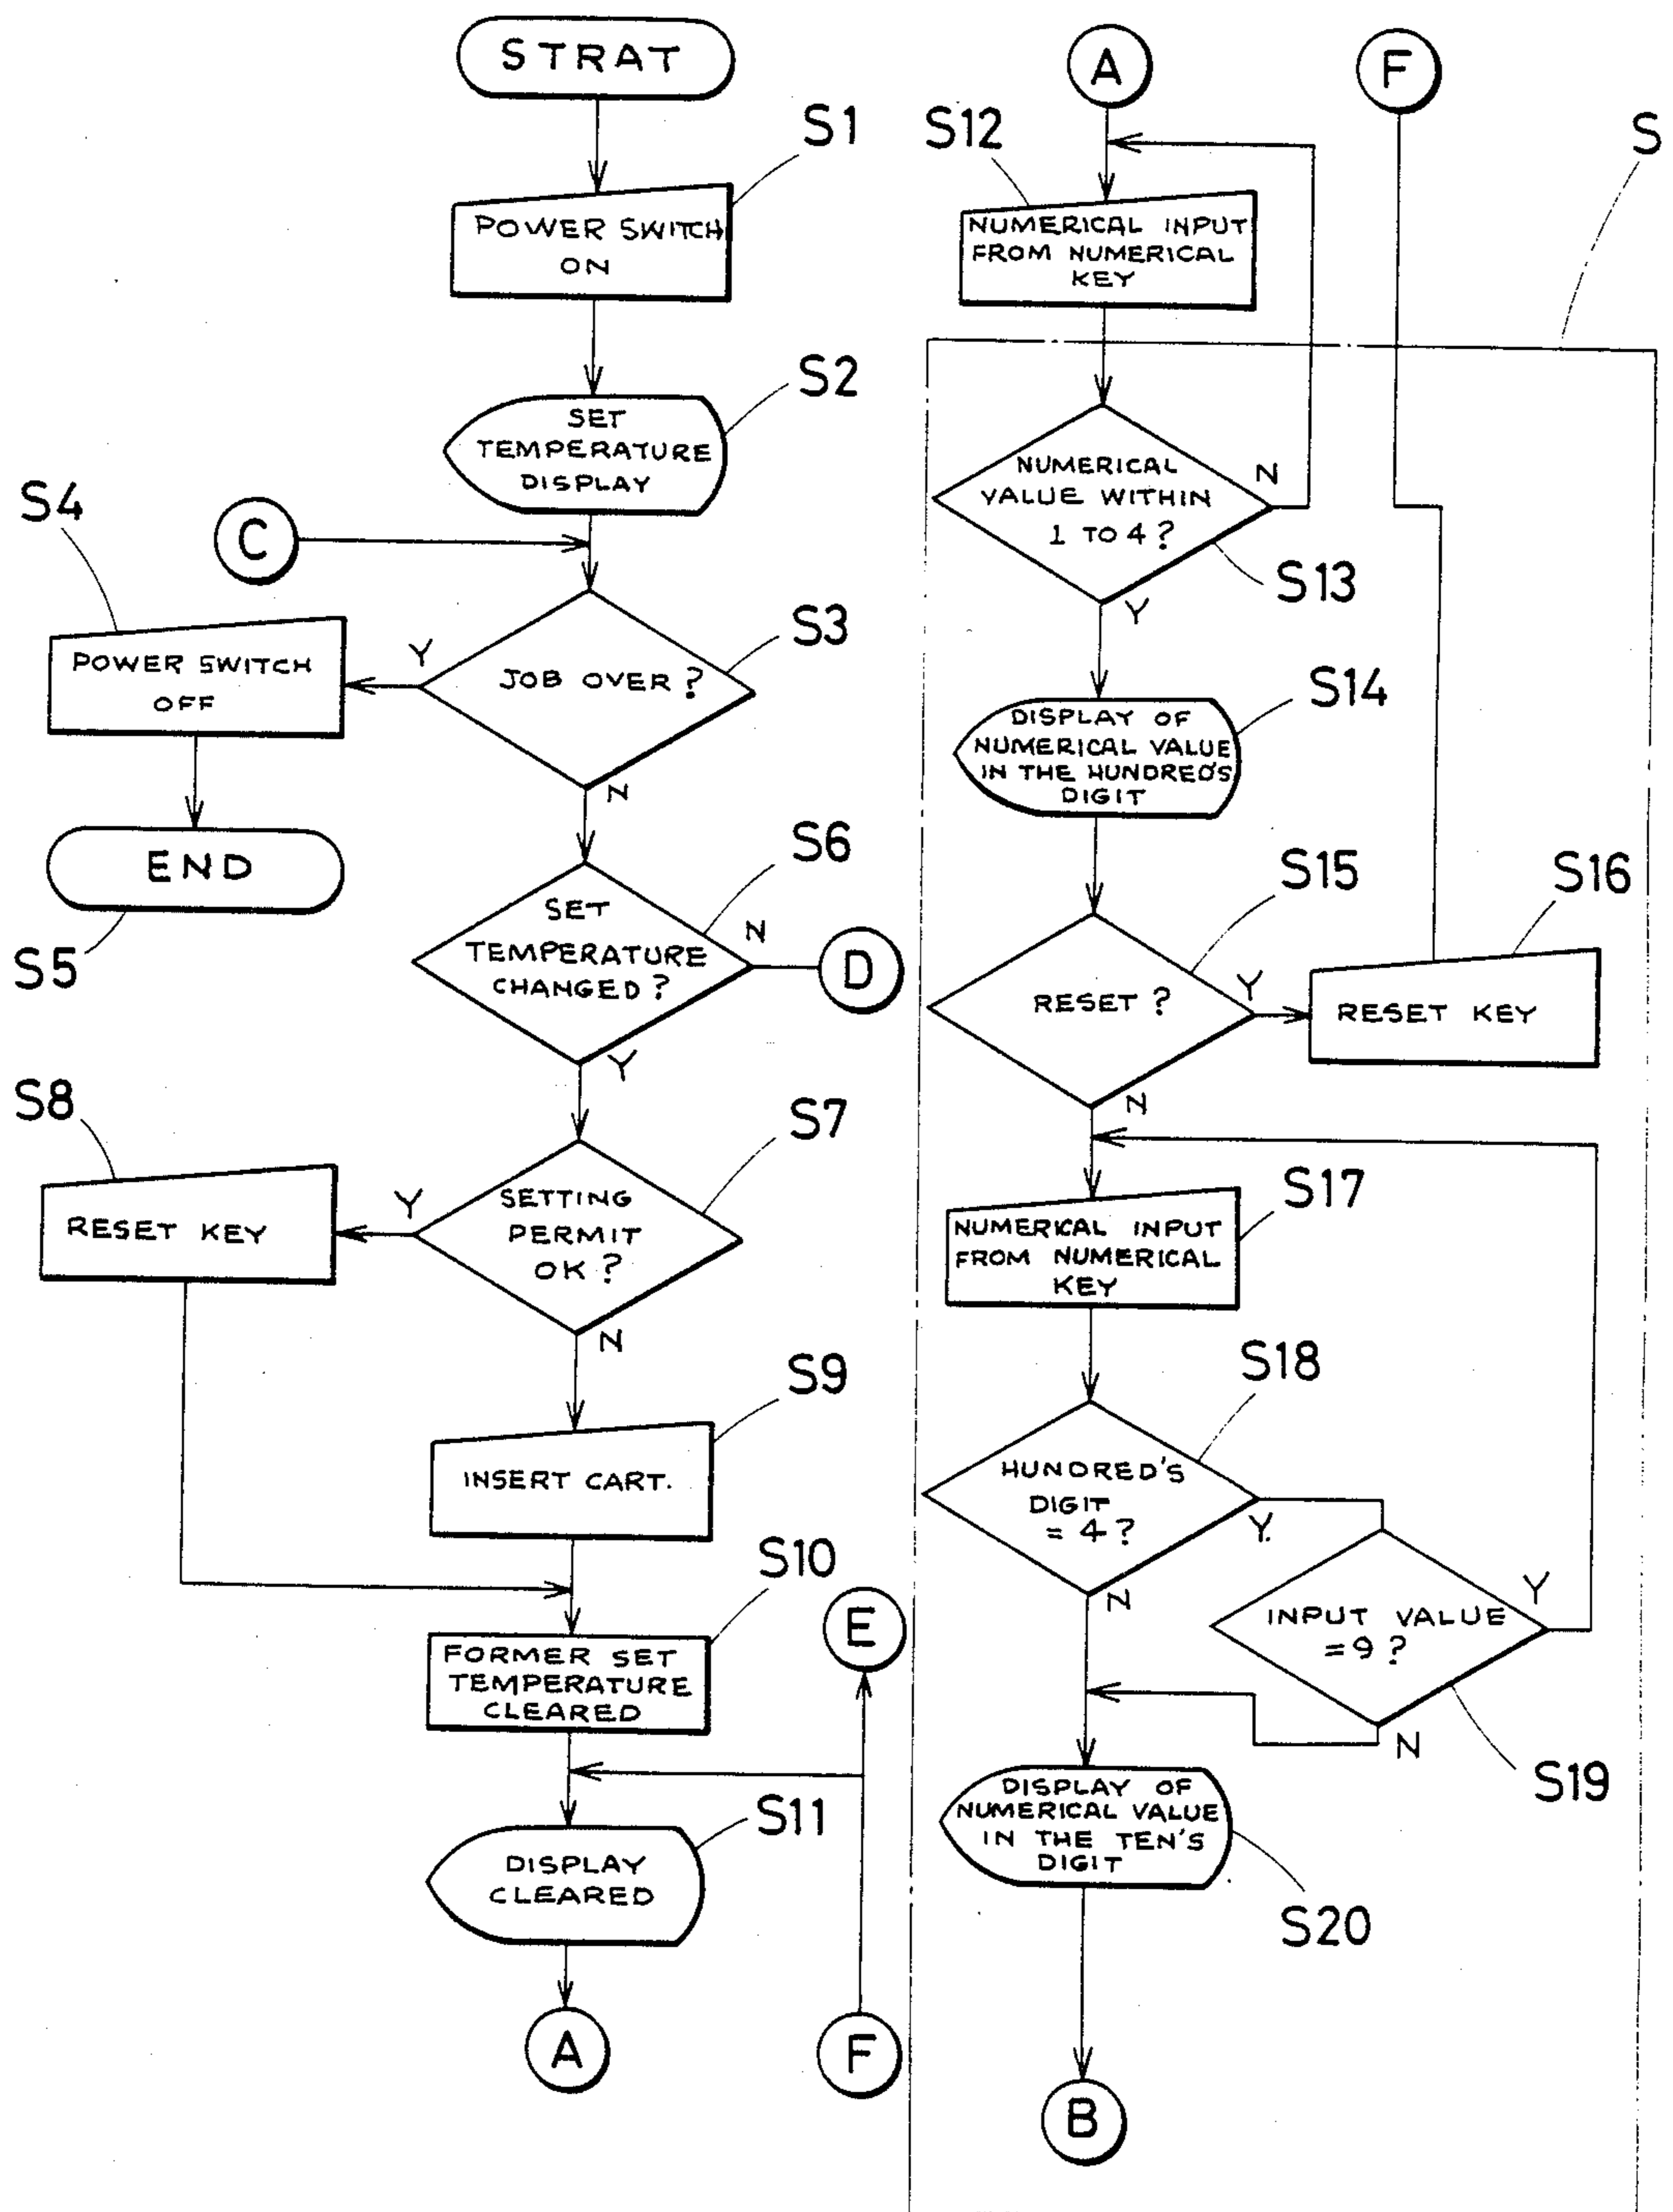 STRAT
S1
POWER SWITCH
ON
S2
SET
TEMPERATURE
DISPLAY
C
S3
JOB OVER?
Y
N
S4
POWER SWITCH
OFF
END
S5
S6
SET
TEMPERATURE
CHANGED?
N
D
Y
S7
SETTING
PERMIT
OK?
Y
N
S8
RESET KEY
S9
INSERT CART.
S10
FORMER SET
TEMPERATURE
CLEARED
E
S11
DISPLAY
CLEARED
A
F
A
F
S
S12
NUMERICAL INPUT
FROM NUMERICAL
KEY
NUMERICAL
VALUE WITHIN
1 TO 4?
N
S13
Y
S14
DISPLAY OF
NUMERICAL VALUE
IN THE HUNDRED'S
DIGIT
S15
RESET?
Y
S16
RESET KEY
N
S17
NUMERICAL INPUT
FROM NUMERICAL
KEY
S18
HUNDRED'S
DIGIT
= 4?
Y.
N
INPUT VALUE
=9?
Y
N
S19
DISPLAY OF
NUMERICAL VALUE
IN THE TEN'S
DIGIT
S20
B